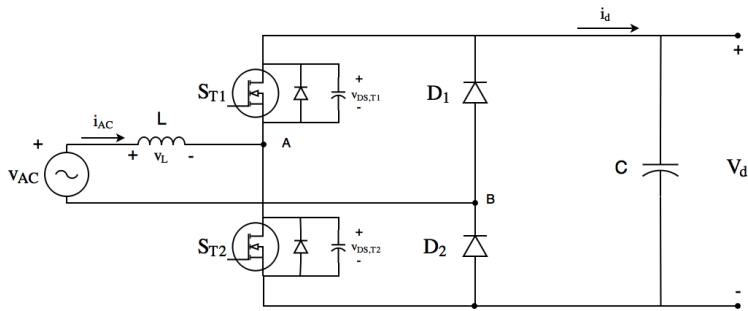 i_d
+
S_T1
+
v_DS,T1
-
D_1
i_AC
L
A
+
+
v_L
-
v_AC
B
C
V_d
S_T2
+
v_DS,T2
-
D_2
-